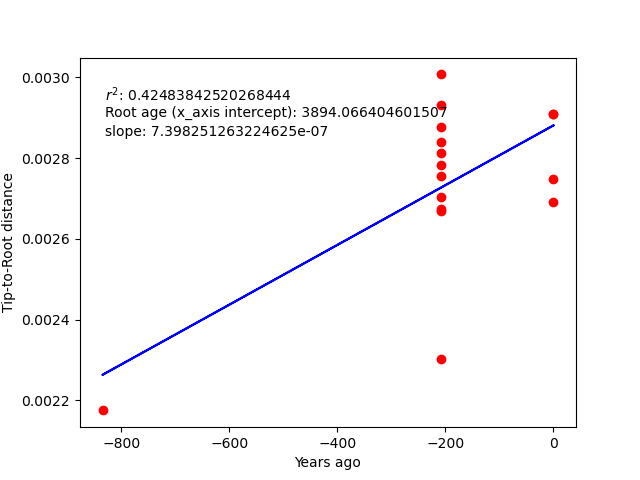 r²: 0.42483842520268444
Root age (x_axis intercept): 3894.066404601507
slope: 7.398251263224625e-07
0.0030
0.0028
0.0026
0.0024
0.0022
Tip-to-Root distance
−800
−600
−400
−200
0
Years ago